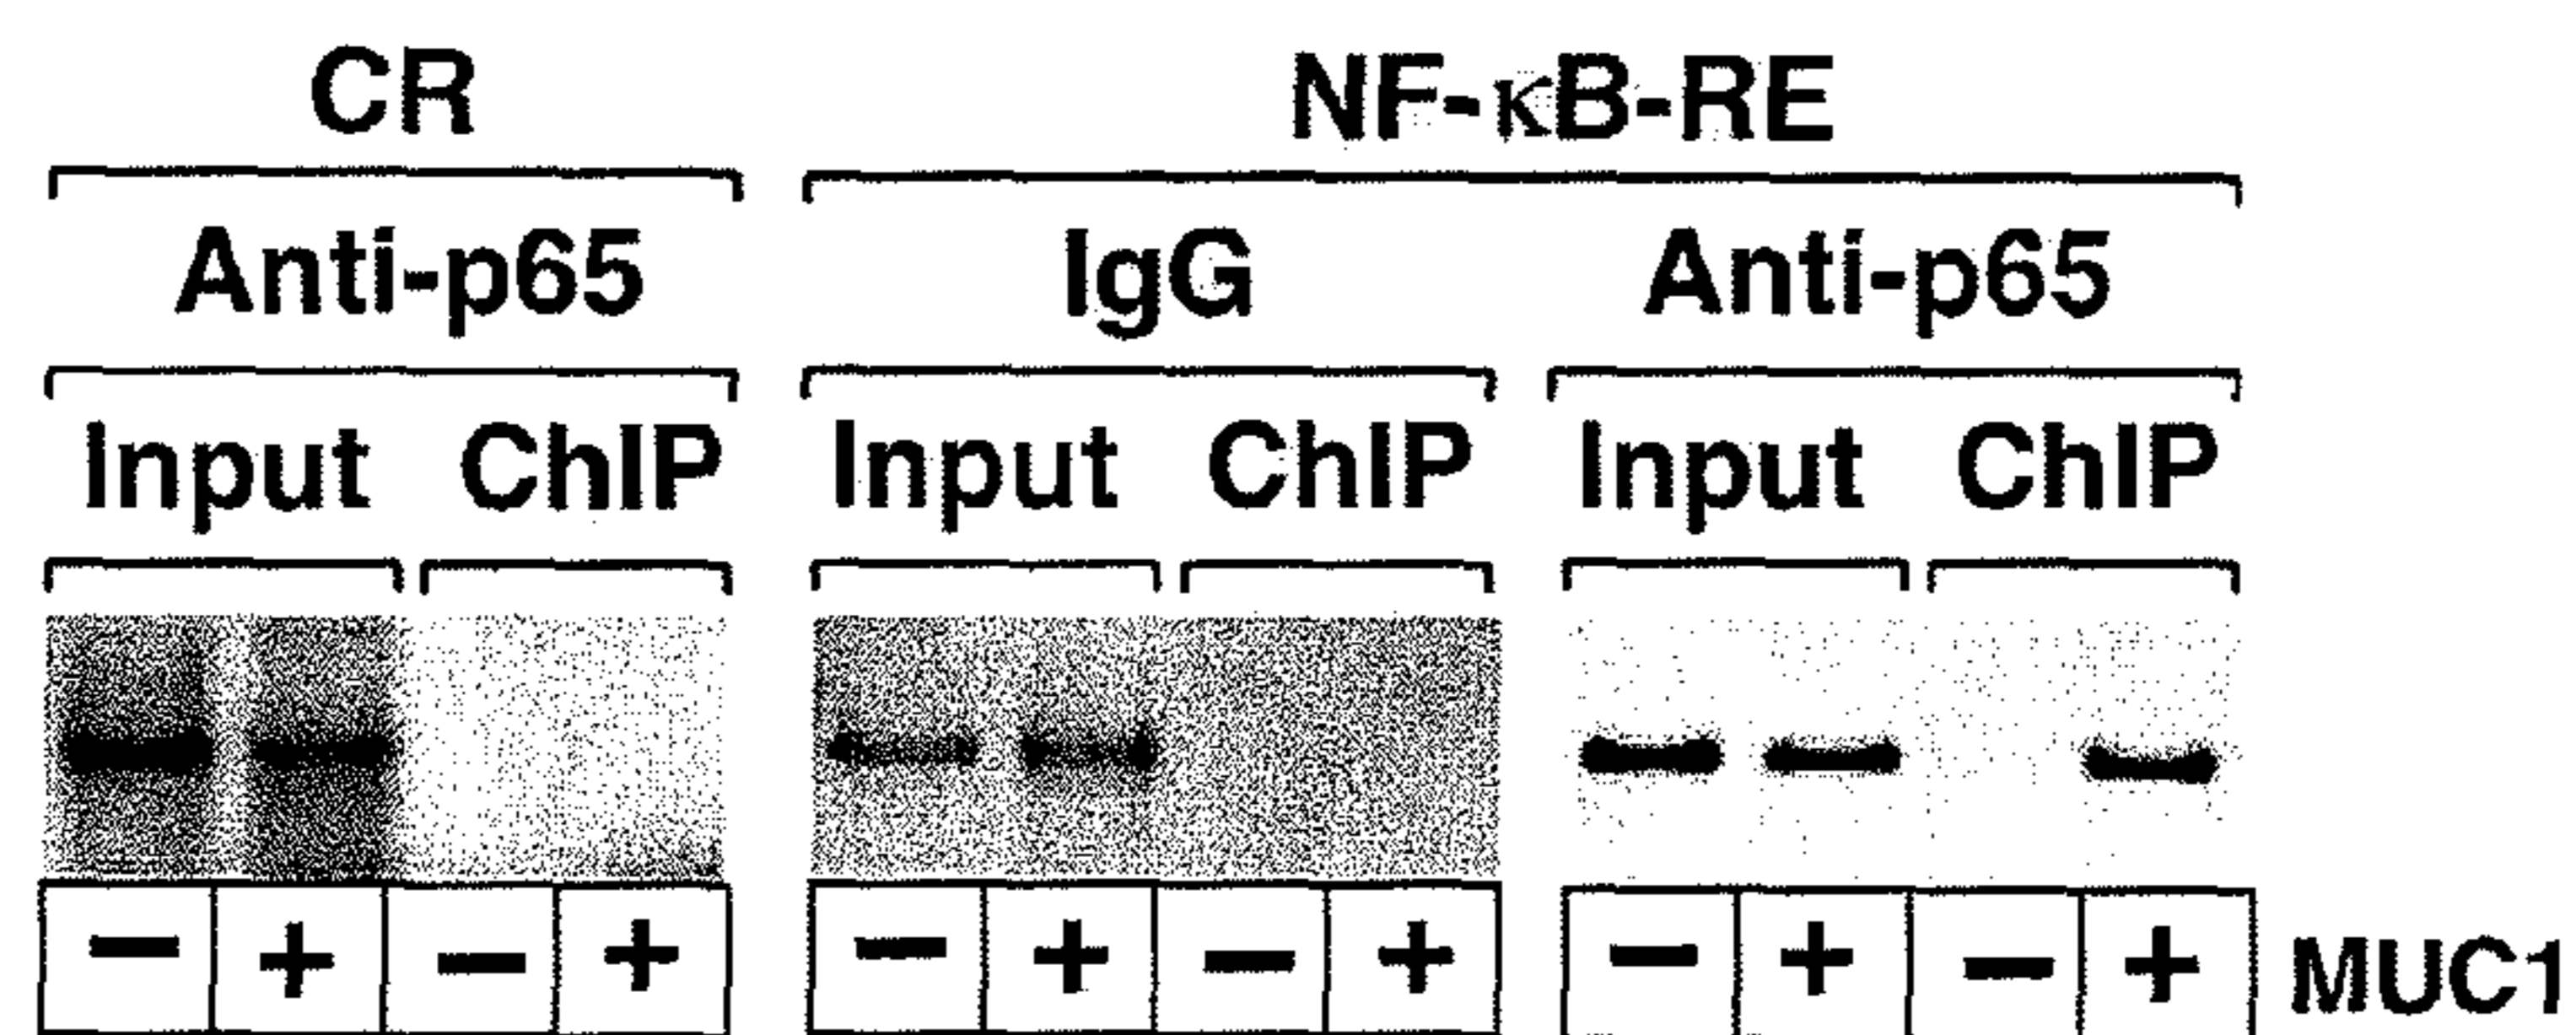 CR NF-κB-RE
Anti-p65 IgG Anti-p65
Input ChIP Input ChIP Input ChIP
− + − + − + − + − + − + MUC1